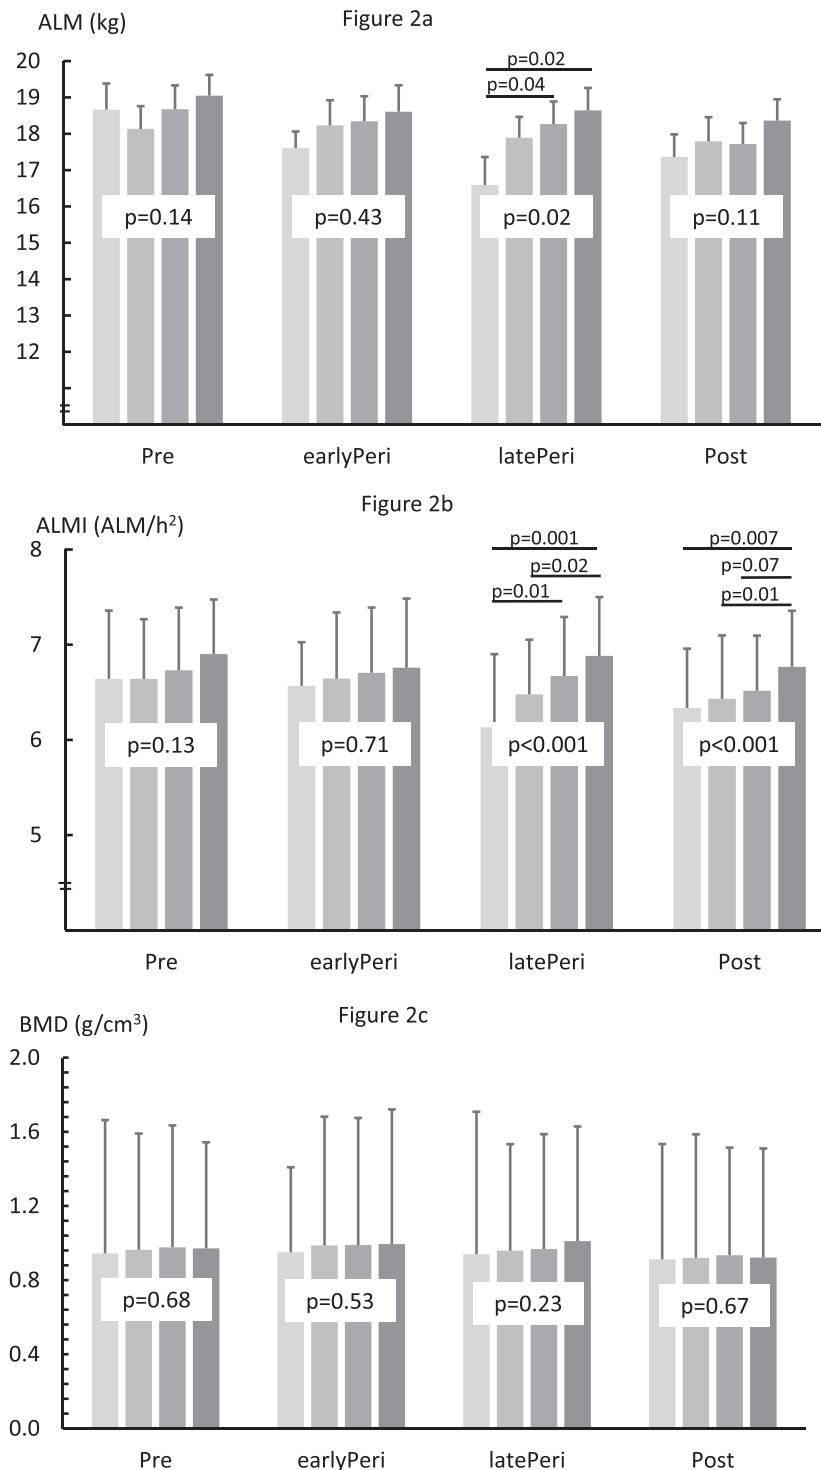 Figure 2a
ALM (kg)
20
19
18
17
16
15
14
13
12
p=0.02
p=0.04
p=0.14
p=0.43
p=0.02
p=0.11
Pre
earlyPeri
latePeri
Post
Figure 2b
ALMI (ALM/h²)
8
7
6
5
p=0.001
p=0.02
p=0.01
p=0.007
p=0.07
p=0.01
p=0.13
p=0.71
p<0.001
p<0.001
Pre
earlyPeri
latePeri
Post
Figure 2c
BMD (g/cm³)
2.0
1.6
1.2
0.8
0.4
0.0
p=0.68
p=0.53
p=0.23
p=0.67
Pre
earlyPeri
latePeri
Post